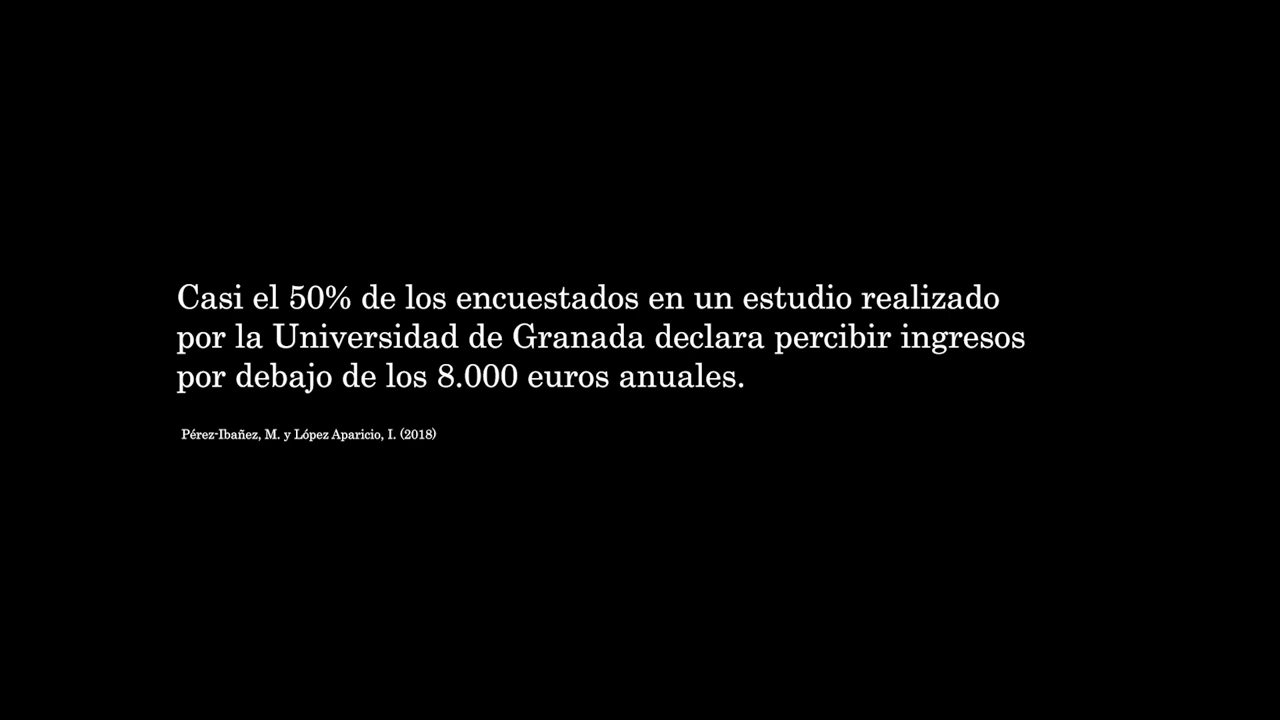 Casi el 50% de los encuestados en un estudio realizado
por la Universidad de Granada declara percibir ingresos
por debajo de los 8.000 euros anuales.
Pérez-Ibañez, M. y López Aparicio, I. (2018)